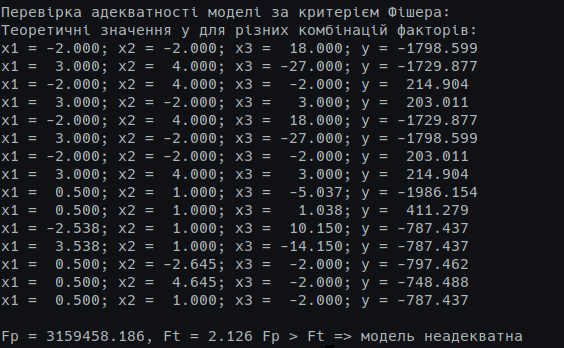 Перевірка адекватності моделі за критерієм Фішера:
Теоретичні значення y для різних комбінацій факторів:
x1 = -2.000; x2 = -2.000; x3 =  18.000; y = -1798.599
x1 =  3.000; x2 =  4.000; x3 = -27.000; y = -1729.877
x1 = -2.000; x2 =  4.000; x3 =  -2.000; y =  214.904
x1 =  3.000; x2 = -2.000; x3 =   3.000; y =  203.011
x1 = -2.000; x2 =  4.000; x3 =  18.000; y = -1729.877
x1 =  3.000; x2 = -2.000; x3 = -27.000; y = -1798.599
x1 = -2.000; x2 = -2.000; x3 =  -2.000; y =  203.011
x1 =  3.000; x2 =  4.000; x3 =   3.000; y =  214.904
x1 =  0.500; x2 =  1.000; x3 =  -5.037; y = -1986.154
x1 =  0.500; x2 =  1.000; x3 =   1.038; y =  411.279
x1 = -2.538; x2 =  1.000; x3 =  10.150; y = -787.437
x1 =  3.538; x2 =  1.000; x3 = -14.150; y = -787.437
x1 =  0.500; x2 = -2.645; x3 =  -2.000; y = -797.462
x1 =  0.500; x2 =  4.645; x3 =  -2.000; y = -748.488
x1 =  0.500; x2 =  1.000; x3 =  -2.000; y = -787.437
Fp = 3159458.186, Ft = 2.126 Fp > Ft => модель неадекватна